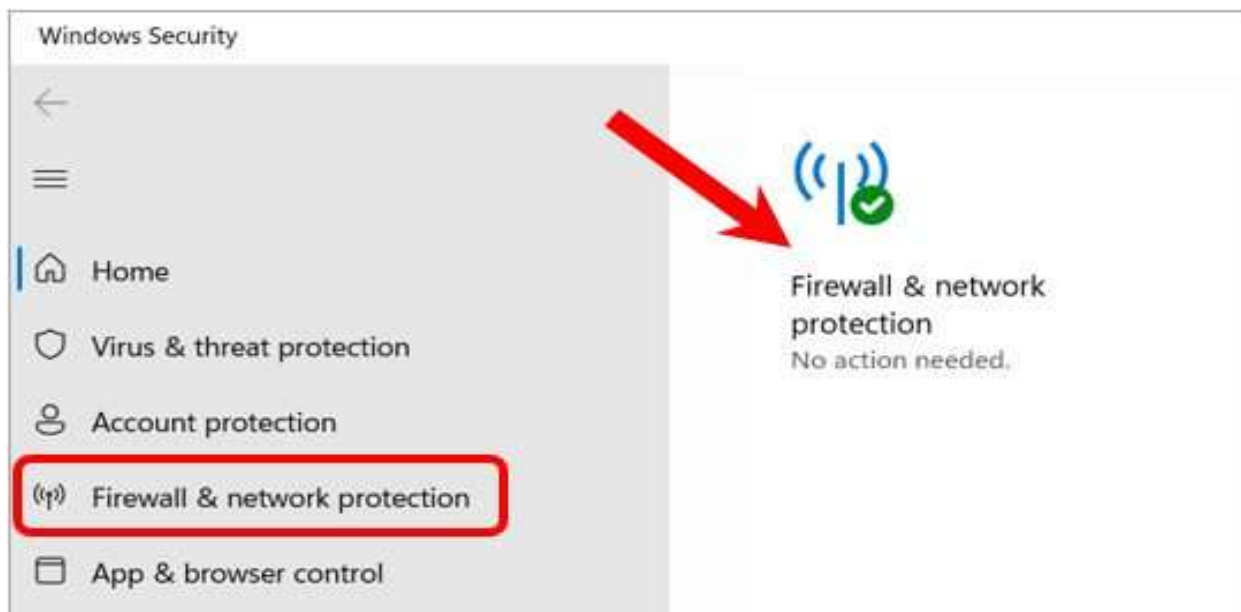 Windows Security
Home
Virus & threat protection
Account protection
Firewall & network protection
App & browser control
Firewall & network
protection
No action needed.